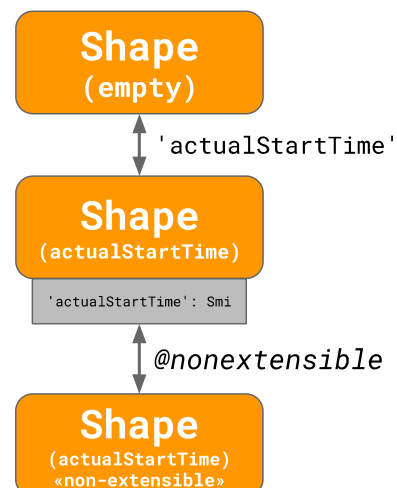 Shape
(empty)
'actualStartTime'
Shape
(actualStartTime)
'actualStartTime': Smi
@nonextensible
Shape
(actualStartTime)
«non-extensible»